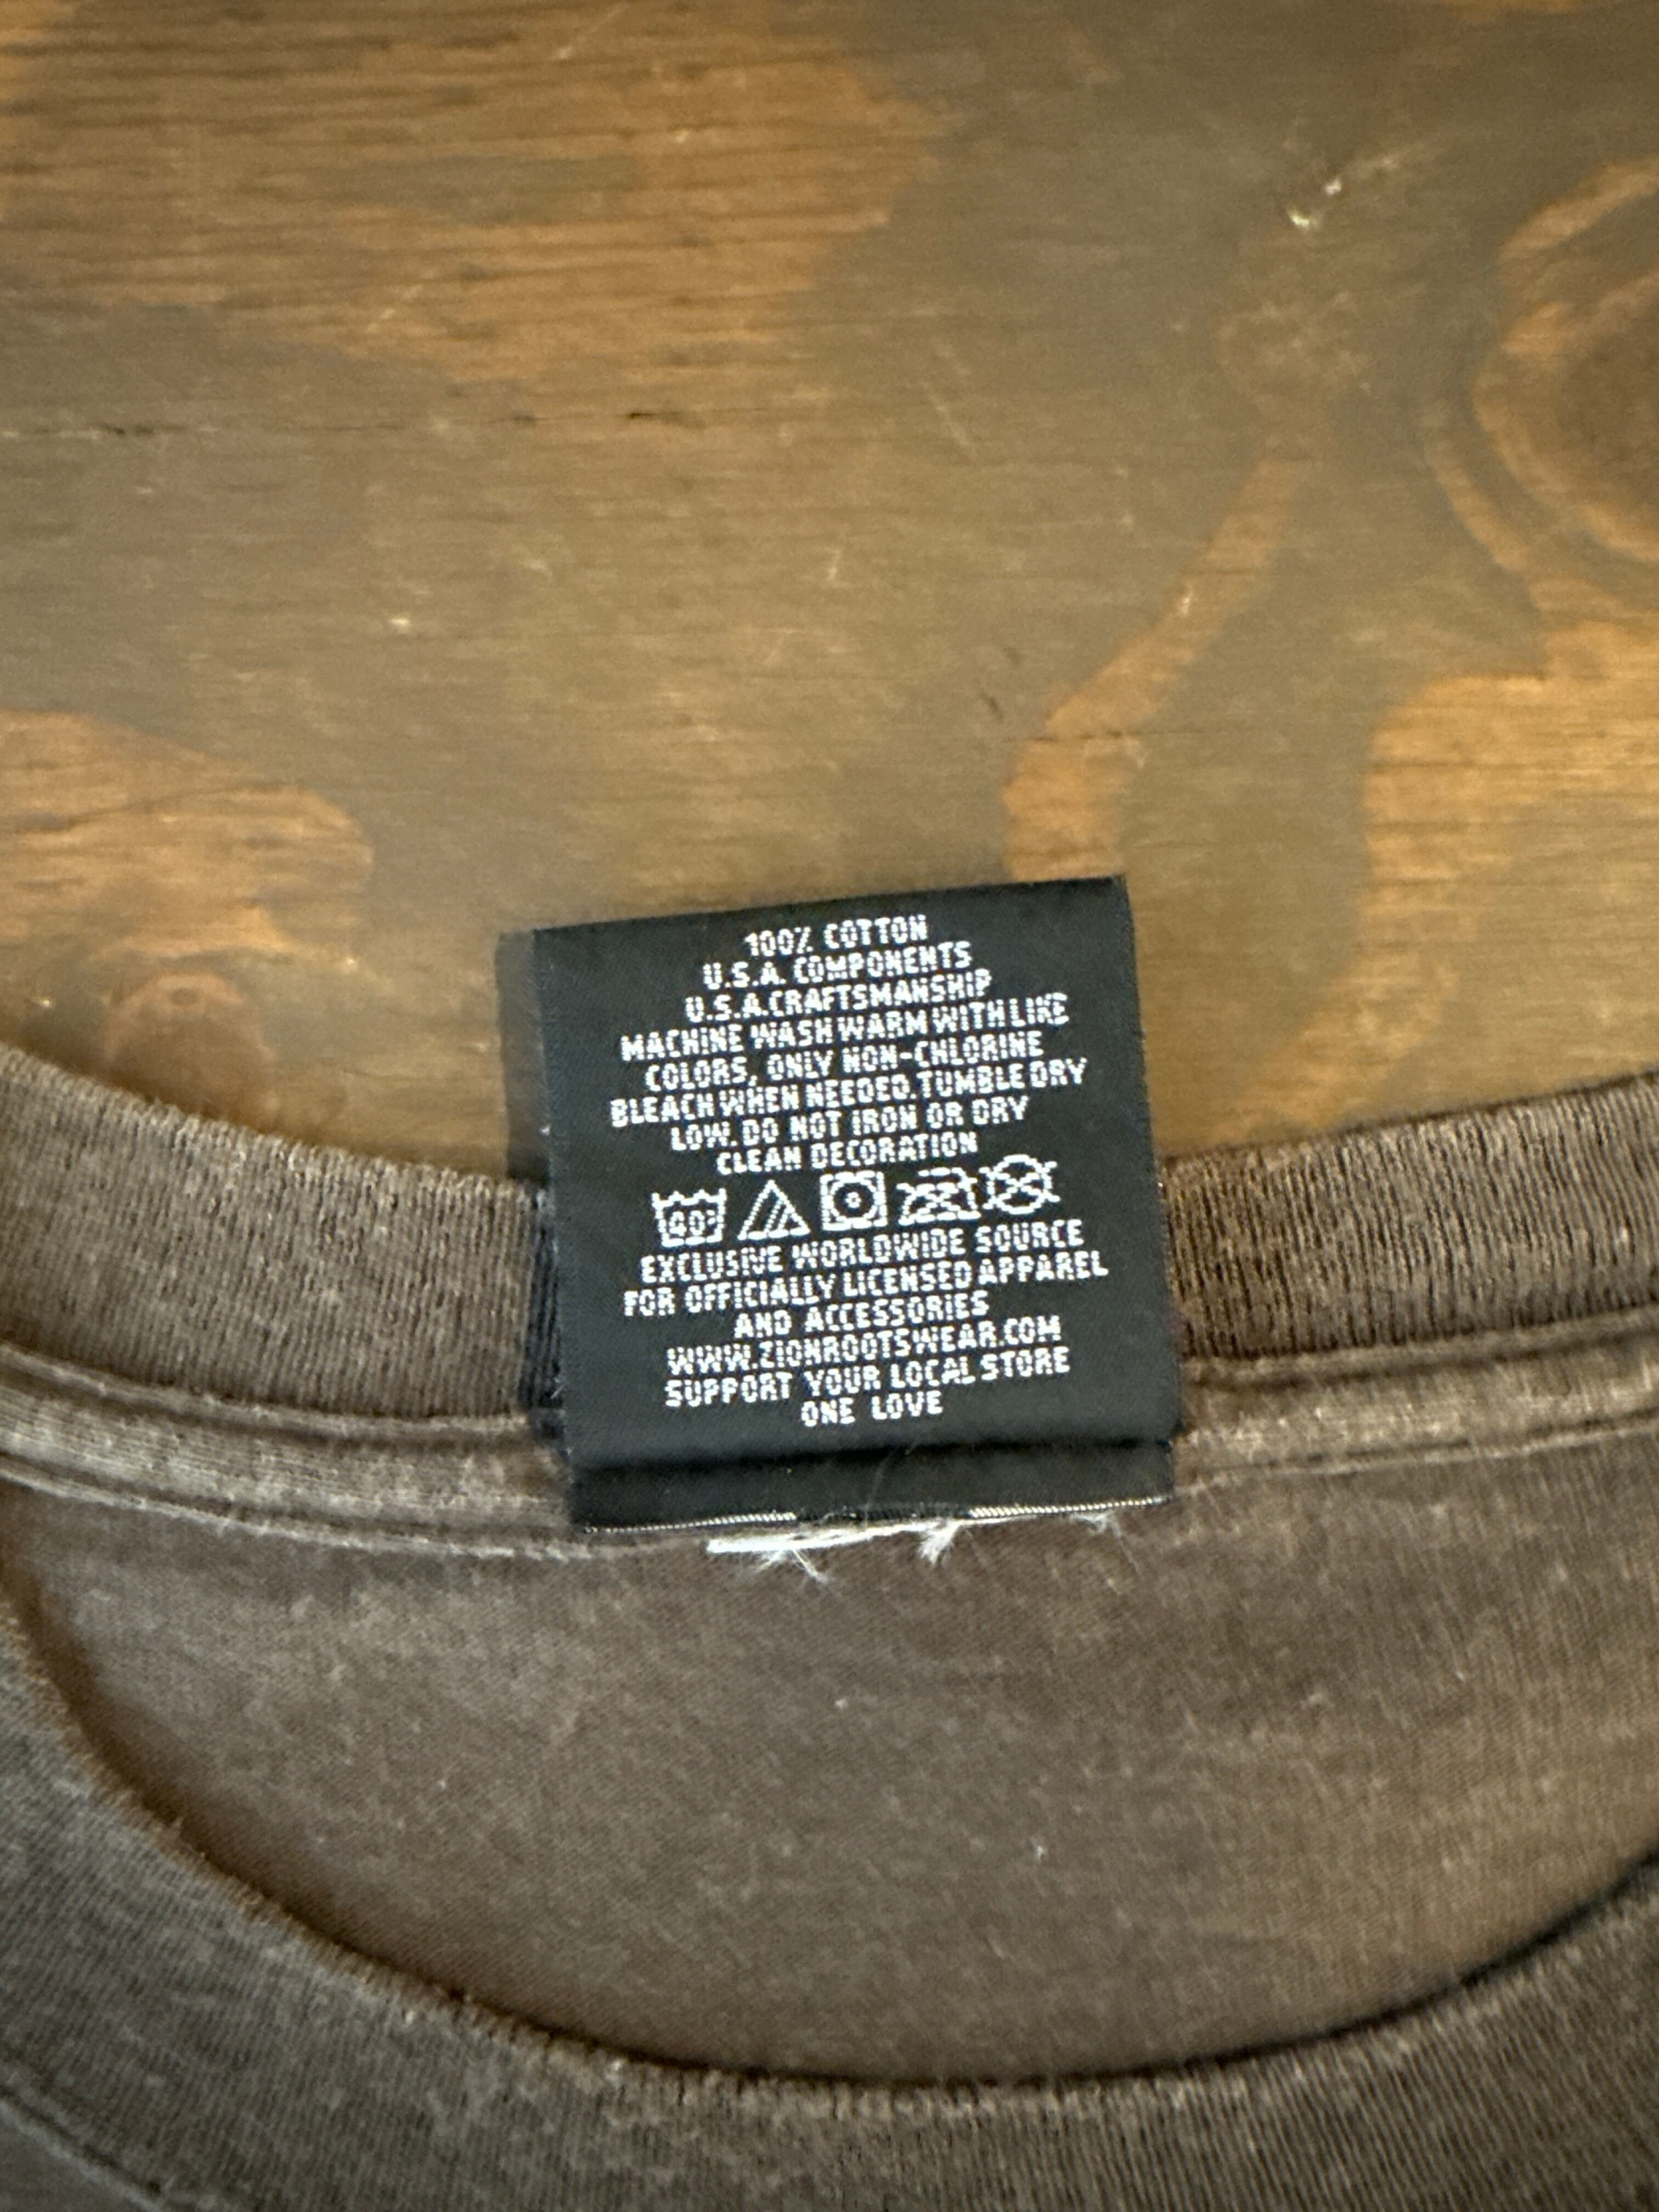 100% COTTON
U.S.A. COMPONENTS
U.S.A.CRAFTSMANSHIP
MACHINE WASH WARM WITH LIKE
COLORS, ONLY NON-CHLORINE
BLEACH WHEN NEEDED.TUMBLE DRY
LOW. DO NOT IRON OR DRY
CLEAN DECORATION
40°
EXCLUSIVE WORLDWIDE SOURCE
FOR OFFICIALLY LICENSED APPAREL
AND ACCESSORIES
WWW.ZIONROOTSWEAR.COM
SUPPORT YOUR LOCAL STORE
ONE LOVE